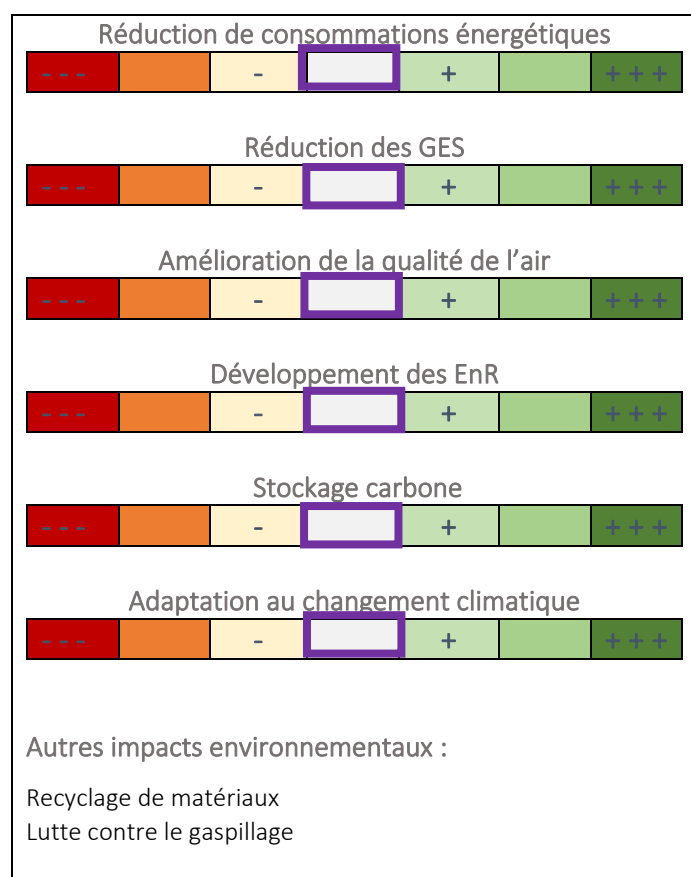 Réduction de consommations énergétiques
- - - - + + + +
Réduction des GES
- - - - + + + +
Amélioration de la qualité de l’air
- - - - + + + +
Développement des EnR
- - - - + + + +
Stockage carbone
- - - - + + + +
Adaptation au changement climatique
- - - - + + + +
Autres impacts environnementaux :
Recyclage de matériaux
Lutte contre le gaspillage